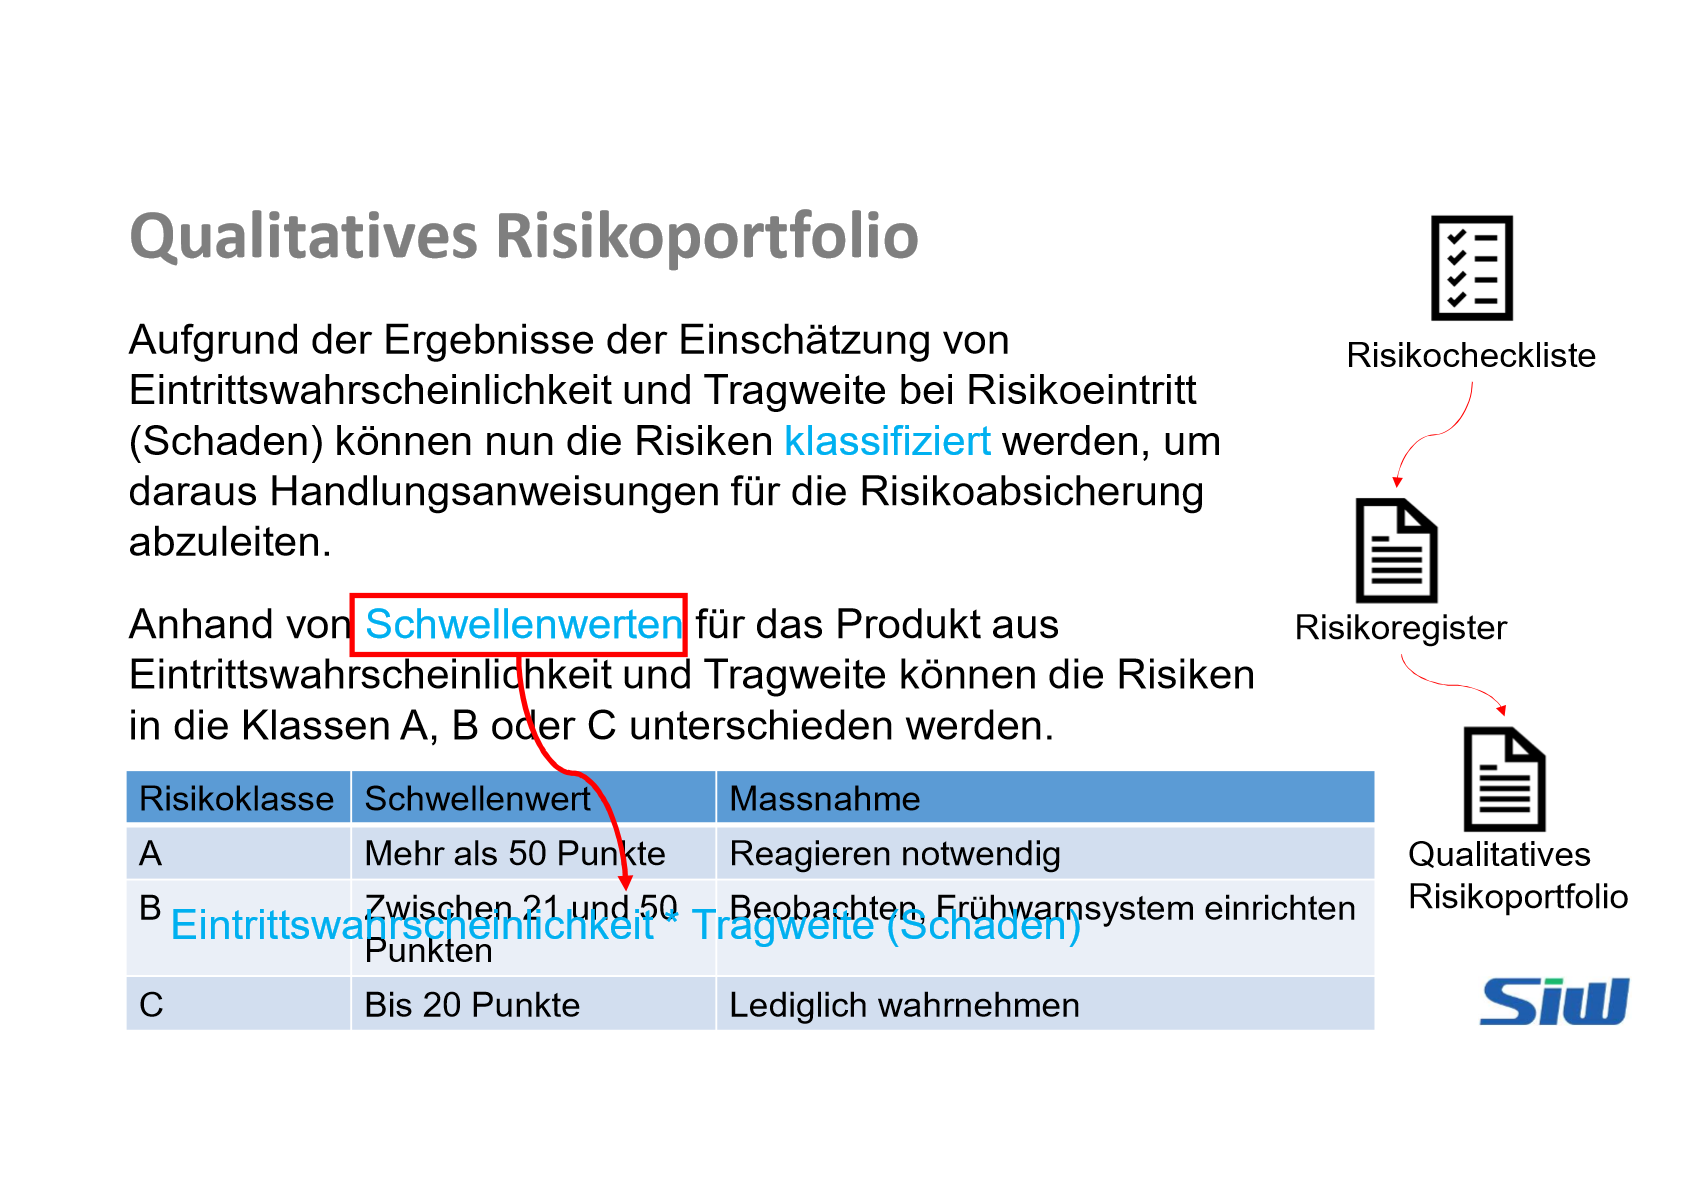 Qualitatives Risikoportfolio
Aufgrund der Ergebnisse der Einschätzung von
Eintrittswahrscheinlichkeit und Tragweite bei Risikoeintritt
(Schaden) können nun die Risiken klassifiziert werden, um
daraus Handlungsanweisungen für die Risikoabsicherung
abzuleiten.
Anhand von Schwellenwerten für das Produkt aus
Eintrittswahrscheinlichkeit und Tragweite können die Risiken
in die Klassen A, B oder C unterschieden werden.
Risikoklasse Schwellenwert Massnahme
A Mehr als 50 Punkte Reagieren notwendig
B Zwischen 21 und 50 Beobachten, Frühwarnsystem einrichten
Punkten
Eintrittswahrscheinlichkeit * Tragweite (Schaden)
C Bis 20 Punkte Lediglich wahrnehmen
Risikocheckliste
Risikoregister
Qualitatives
Risikoportfolio
Siw